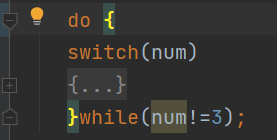 do {
switch(num)
{...}
}while(num!=3);